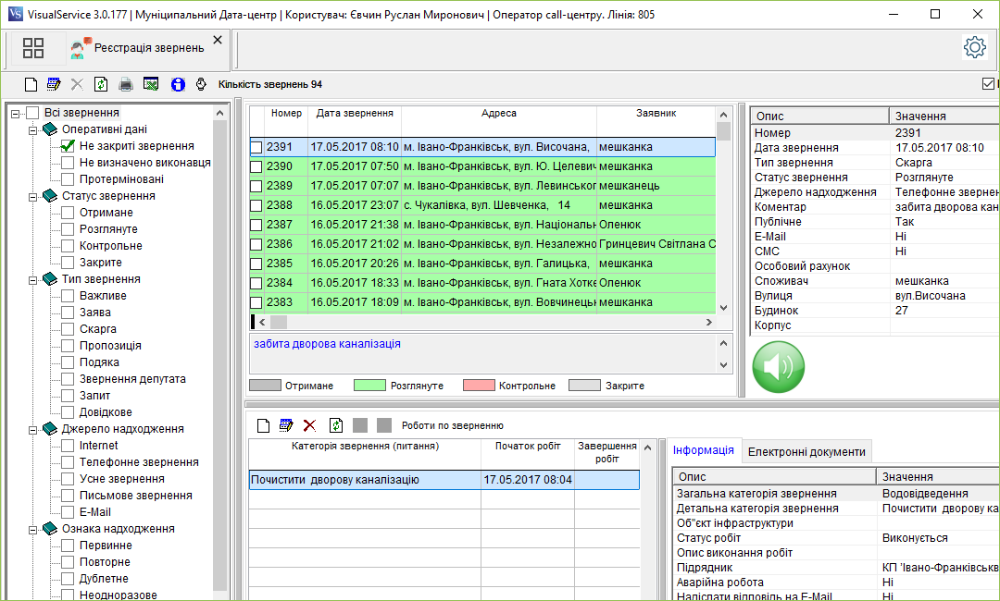 VisualService 3.0.177 | Муніципальний Дата-центр | Користувач: Євчин Руслан Миронович | Оператор call-центру. Лінія: 805
Реєстрація звернень
Кількість звернень 94
Всі звернення
Оперативні дані
Не закриті звернення
Не визначено виконавця
Протерміновані
Статус звернення
Отримане
Розглянуте
Контрольне
Закрите
Тип звернення
Важливе
Заява
Скарга
Пропозиція
Подяка
Звернення депутата
Запит
Довідкове
Джерело надходження
Internet
Телефонне звернення
Усне звернення
Письмове звернення
E-Mail
Ознака надходження
Первинне
Повторне
Дублетне
Неодноразове
Номер Дата звернення Адреса Заявник
2391 17.05.2017 08:10 м. Івано-Франківськ, вул. Височана, мешканка
2390 17.05.2017 07:50 м. Івано-Франківськ, вул. Ю. Целевич мешканка
2389 17.05.2017 07:07 м. Івано-Франківськ, вул. Левинськог мешканець
2388 16.05.2017 23:07 с. Чукалівка, вул. Шевченка, 14 мешканка
2387 16.05.2017 21:38 м. Івано-Франківськ, вул. Національн Оленюк
2386 16.05.2017 21:02 м. Івано-Франківськ, вул. Незалежно Гринцевич Світлана С
2385 16.05.2017 20:26 м. Івано-Франківськ, вул. Галицька, мешканка
2384 16.05.2017 18:33 м. Івано-Франківськ, вул. Гната Хотке Оленюк
2383 16.05.2017 18:09 м. Івано-Франківськ, вул. Вовчинецьк мешканка
забита дворова каналізація
Отримане Розглянуте Контрольне Закрите
Опис Значення
Номер 2391
Дата звернення 17.05.2017 08:10
Тип звернення Скарга
Статус звернення Розглянуте
Джерело надходження Телефонне звернен
Коментар забита дворова кан
Публічне Так
E-Mail Ні
СМС Ні
Особовий рахунок
Споживач мешканка
Вулиця вул.Височана
Будинок 27
Корпус
Роботи по зверненню
Категорія звернення (питання) Початок робіт Завершення робіт
Почистити дворову каналізацію 17.05.2017 08:04
Інформація Електронні документи
Опис Значення
Загальна категорія звернення Водовідведення
Детальна категорія звернення Почистити дворову ка
Об"єкт інфраструктури
Статус робіт Виконується
Опис виконання робіт
Підрядник КП 'Івано-Франківськв
Аварійна робота Ні
Надіслати відповідь на E-Mail Ні